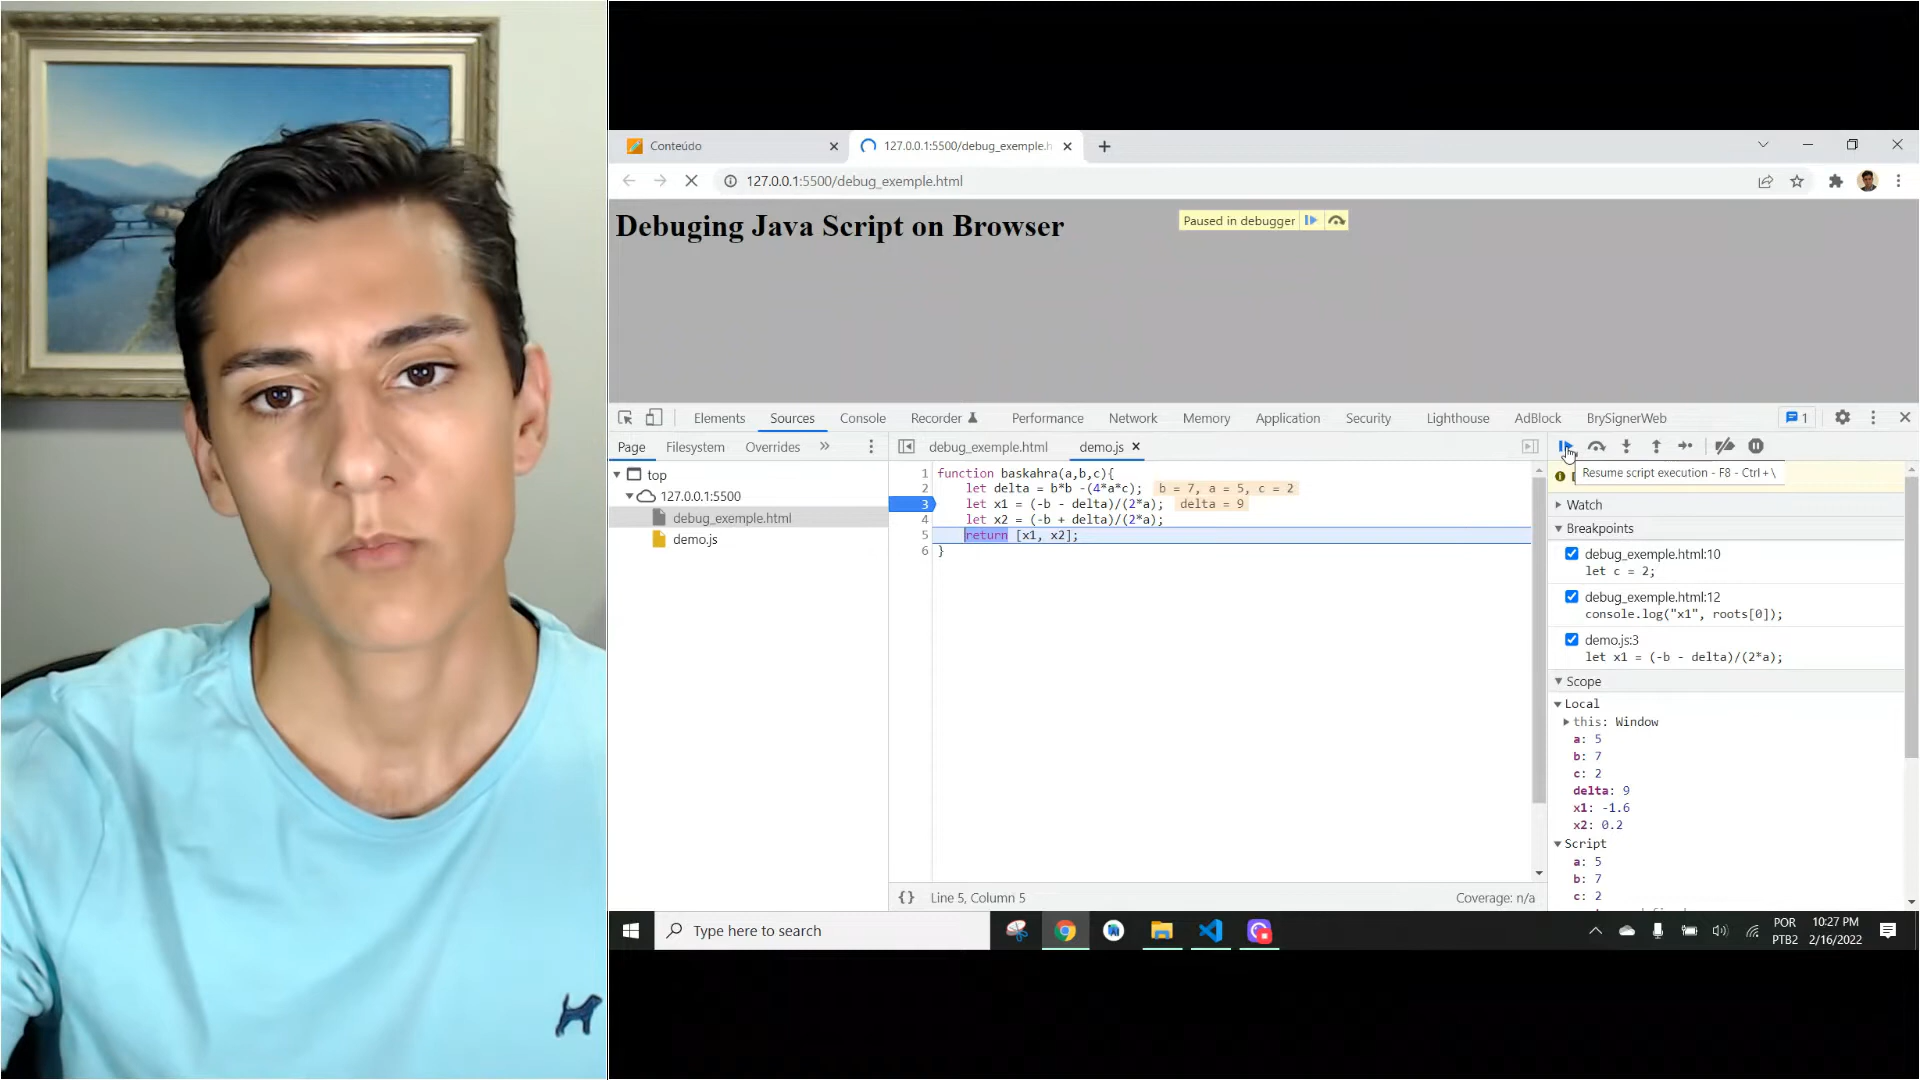 Conteúdo
127.0.0.1:5500/debug_exemple.h
127.0.0.1:5500/debug_exemple.html
Debuging Java Script on Browser
Paused in debugger
Elements Sources Console Recorder Performance Network Memory Application Security Lighthouse AdBlock BrySignerWeb 1
Page Filesystem Overrides »
debug_exemple.html demo.js
Resume script execution - F8 - Ctrl+\
top
127.0.0.1:5500
debug_exemple.html
demo.js
1 function baskahra(a,b,c){
2 let delta = b*b -(4*a*c); b = 7, a = 5, c = 2
3 let x1 = (-b - delta)/(2*a); delta = 9
4 let x2 = (-b + delta)/(2*a);
5 return [x1, x2];
6 }
{ } Line 5, Column 5 Coverage: n/a
Watch
Breakpoints
debug_exemple.html:10
let c = 2;
debug_exemple.html:12
console.log("x1", roots[0]);
demo.js:3
let x1 = (-b - delta)/(2*a);
Scope
Local
this: Window
a: 5
b: 7
c: 2
delta: 9
x1: -1.6
x2: 0.2
Script
a: 5
b: 7
c: 2
Type here to search
POR
PTB2
10:27 PM
2/16/2022